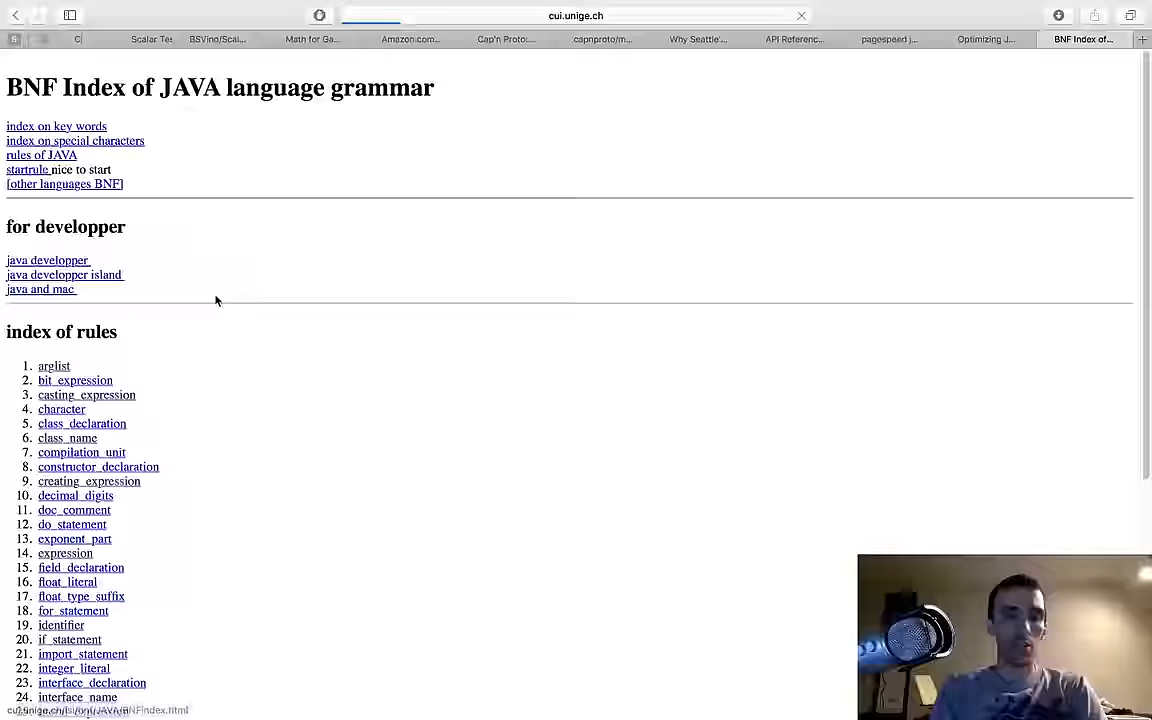 cui.unige.ch
S
C|
Scalar Te
BSVino/Scal...
Math for Ga...
Amazon.com...
Cap'n Proto:...
capnproto/m...
Why Seattle'...
API Referenc...
pagespeed j...
Optimizing J...
BNF Index of...
BNF Index of JAVA language grammar
index on key words
index on special characters
rules of JAVA
startrule nice to start
[other languages BNF]
for developper
java developper
java developper island
java and mac
index of rules
1. arglist
2. bit_expression
3. casting_expression
4. character
5. class_declaration
6. class_name
7. compilation_unit
8. constructor_declaration
9. creating_expression
10. decimal_digits
11. doc_comment
12. do_statement
13. exponent_part
14. expression
15. field_declaration
16. float_literal
17. float_type_suffix
18. for_statement
19. identifier
20. if_statement
21. import_statement
22. integer_literal
23. interface_declaration
24. interface_name